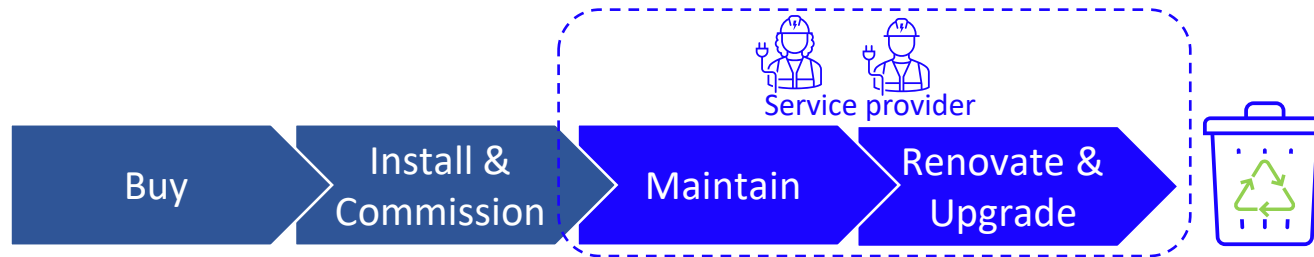 Service provider
Buy
Install &
Commission
Maintain
Renovate &
Upgrade